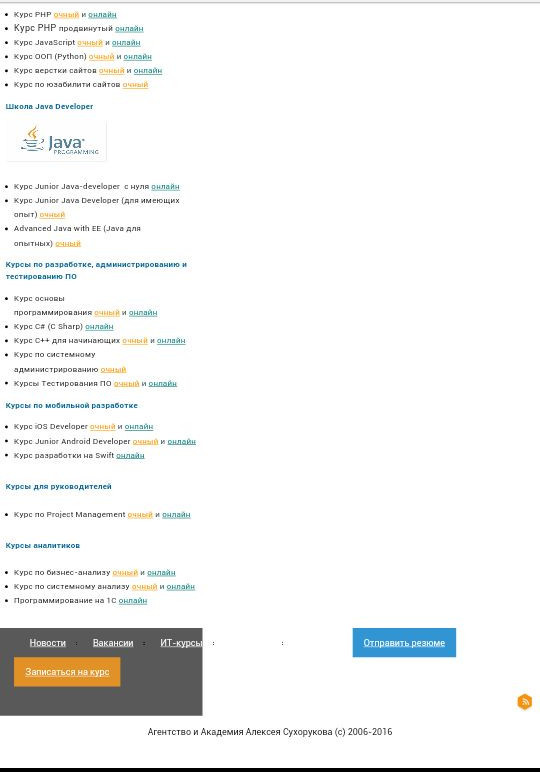 Курс PHP очный и онлайн
Курс PHP продвинутый онлайн
Курс JavaScript очный и онлайн
Курс ООП (Python) очный и онлайн
Курс верстки сайтов очный и онлайн
Курс по юзабилити сайтов очный
Школа Java Developer
Java
PROGRAMMING
Курс Junior Java-developer с нуля онлайн
Курс Junior Java Developer (для имеющих
опыт) очный
Advanced Java with EE (Java для
опытных) очный
Курсы по разработке, администрированию и
тестированию ПО
Курс основы
программирования очный и онлайн
Курс C# (C Sharp) онлайн
Курс C++ для начинающих очный и онлайн
Курс по системному
администрированию очный
Курсы Тестирования ПО очный и онлайн
Курсы по мобильной разработке
Курс iOS Developer очный и онлайн
Курс Junior Android Developer очный и онлайн
Курс разработки на Swift онлайн
Курсы для руководителей
Курс по Project Management очный и онлайн
Курсы аналитиков
Курс по бизнес-анализу очный и онлайн
Курс по системному анализу очный и онлайн
Программирование на 1С онлайн
Новости : Вакансии : ИТ-курсы : : Отправить резюме
Записаться на курс
Агентство и Академия Алексея Сухорукова (с) 2006-2016